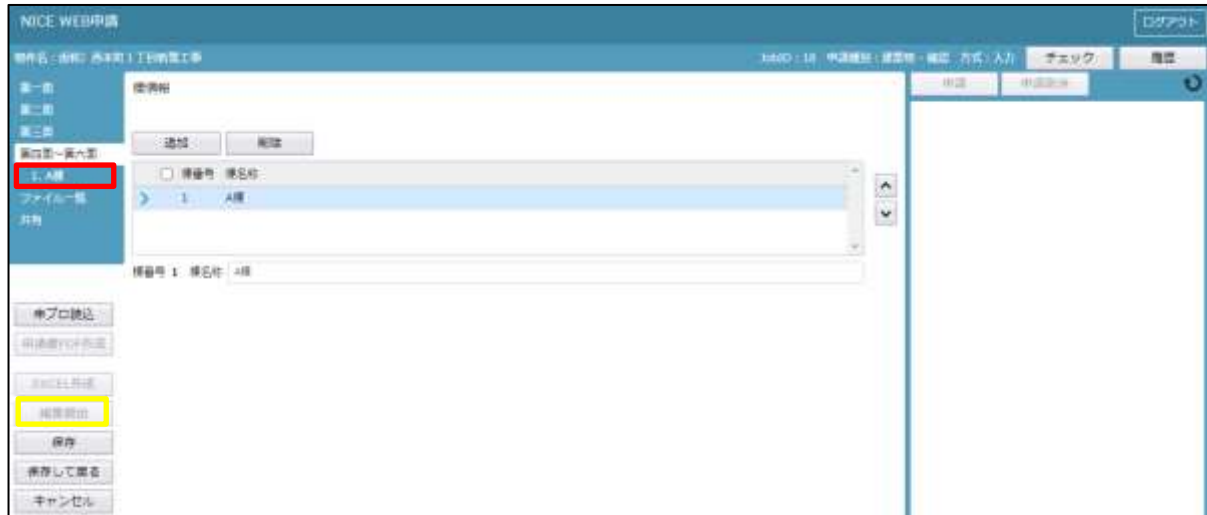 NICE WEB申請
ログアウト
物件名：(仮称) 西本町1丁目新築工事
JobID：18 申請種別：建築物 - 確認 方式：入力
チェック
履歴
第一面
第二面
第三面
第四面～第六面
1. A棟
ファイル一覧
共有
棟情報
申請
申請取消
追加
削除
棟番号 棟名称
1 A棟
棟番号 1 棟名称 A棟
申プロ読込
申請書PDF作成
EXCEL作成
編集開始
保存
保存して戻る
キャンセル